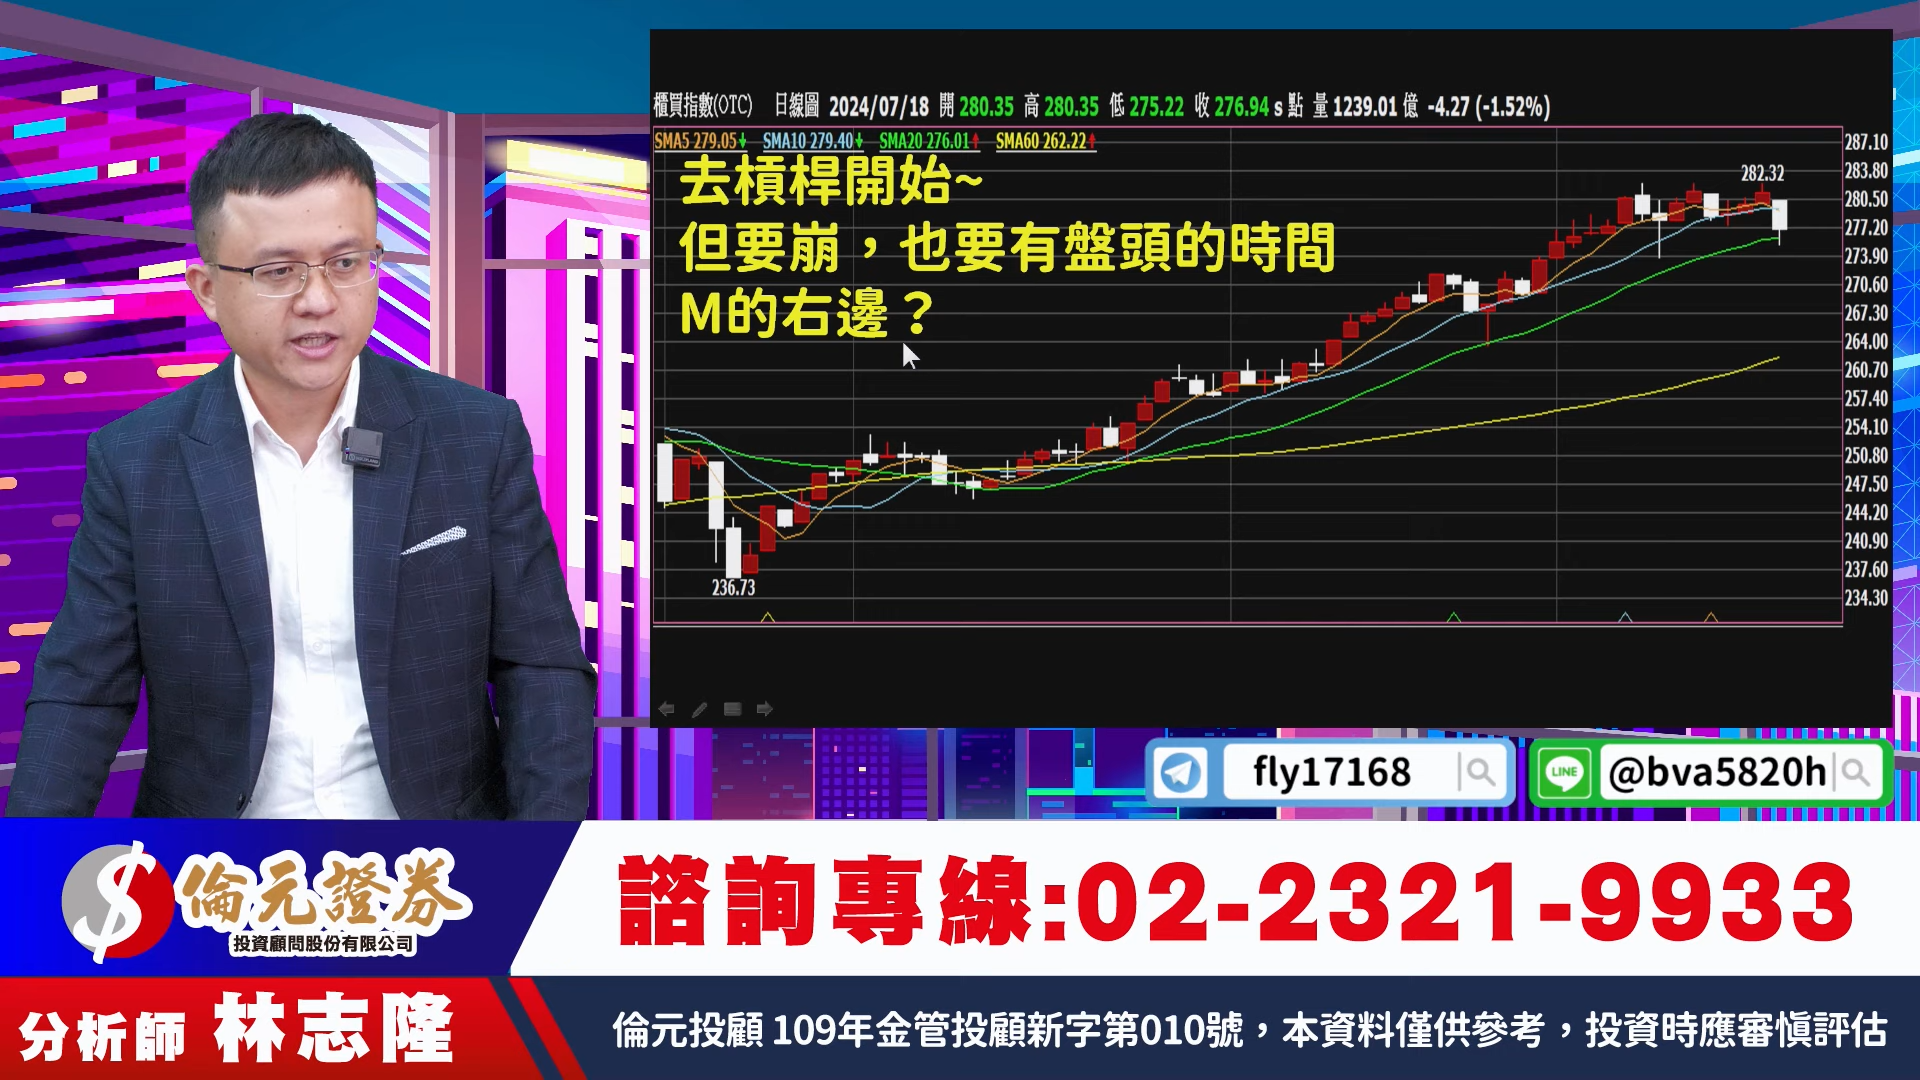 櫃買指數(OTC) 日線圖 2024/07/18 開 280.35 高 280.35 低 275.22 收 276.94 s 點 量 1239.01 億 -4.27 (-1.52%)
SMA5 279.05↓ SMA10 279.40↓ SMA20 276.01↑ SMA60 262.22↑
去槓桿開始~
但要崩，也要有盤頭的時間
M的右邊？
282.32
236.73
287.10
283.80
280.50
277.20
273.90
270.60
267.30
264.00
260.70
257.40
254.10
250.80
247.50
244.20
240.90
237.60
234.30
fly17168
LINE @bva5820h
倫元證券
投資顧問股份有限公司
諮詢專線:02-2321-9933
分析師 林志隆
倫元投顧 109年金管投顧新字第010號，本資料僅供參考，投資時應審慎評估